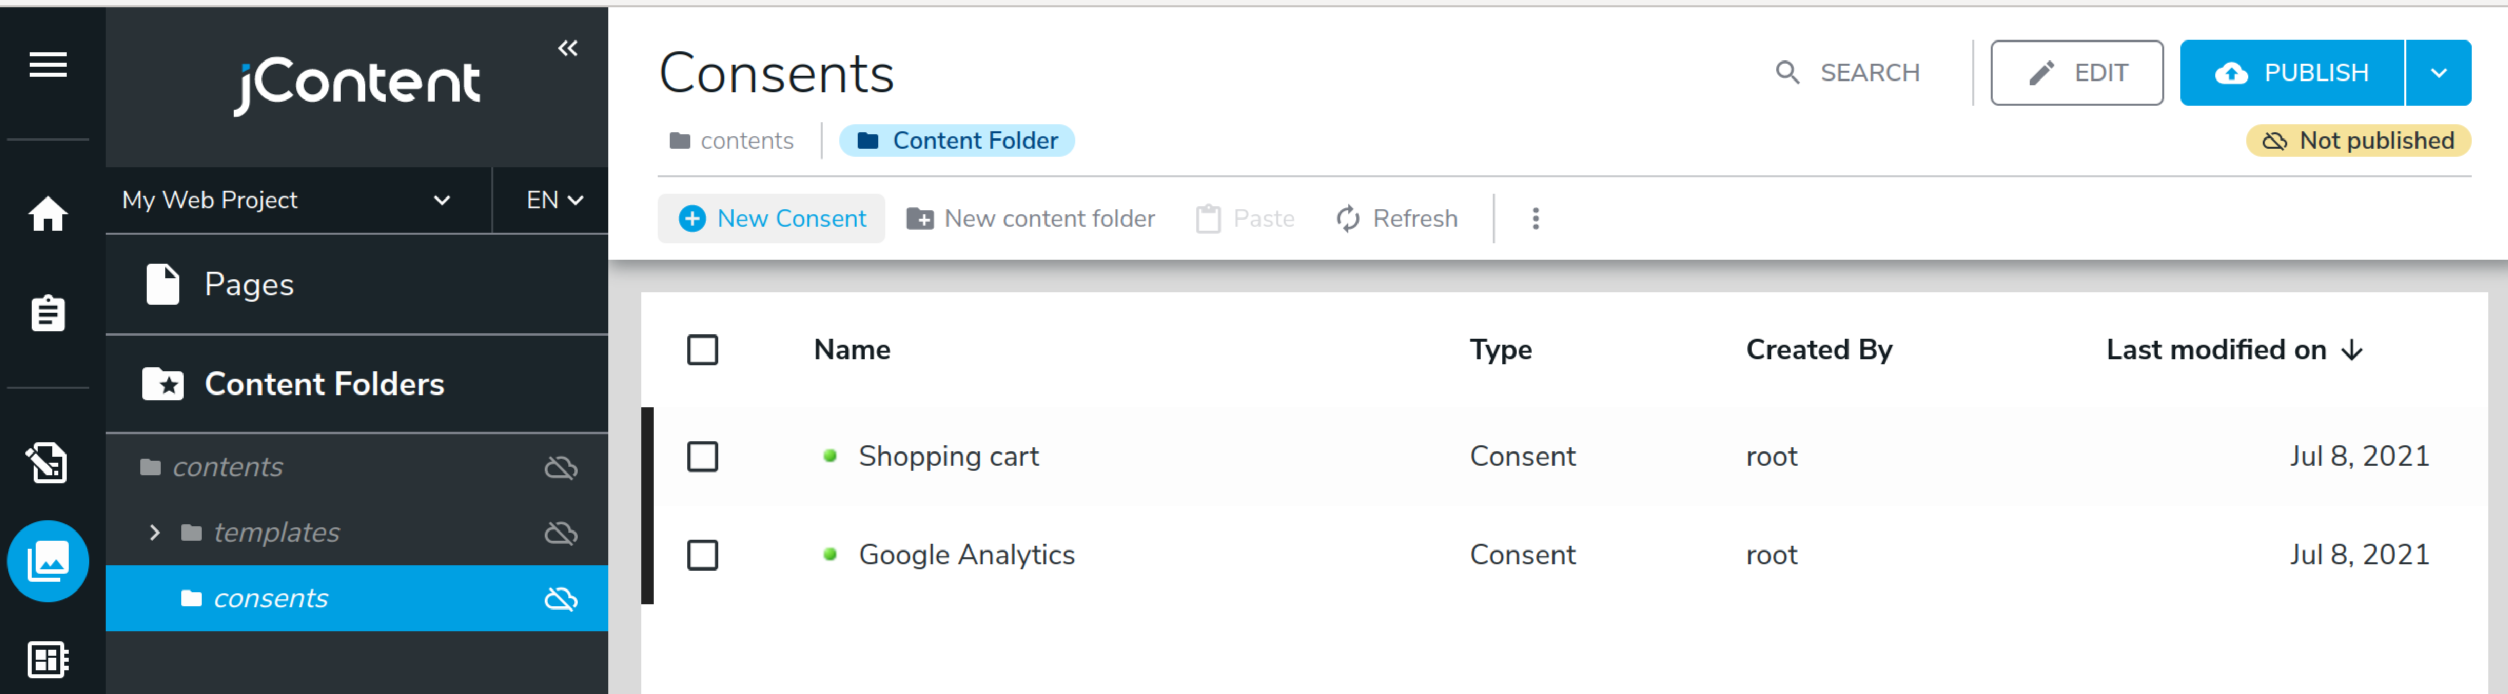 jContent
My Web Project EN
Pages
Content Folders
contents
templates
consents
Consents
SEARCH EDIT PUBLISH
contents Content Folder Not published
New Consent New content folder Paste Refresh
Name Type Created By Last modified on
Shopping cart Consent root Jul 8, 2021
Google Analytics Consent root Jul 8, 2021